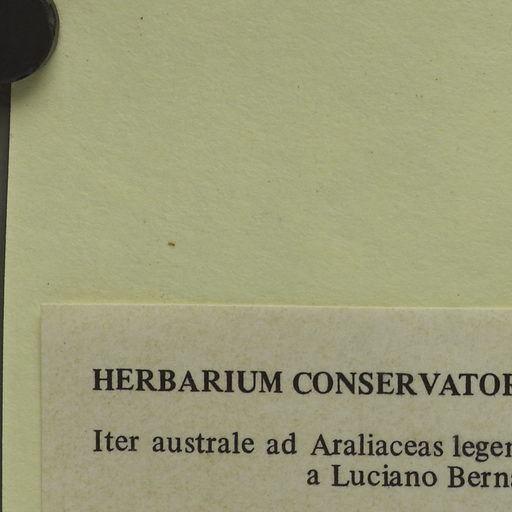 HERBARIUM CONSERVATOR
Iter australe ad Araliaceas leger
a Luciano Berna